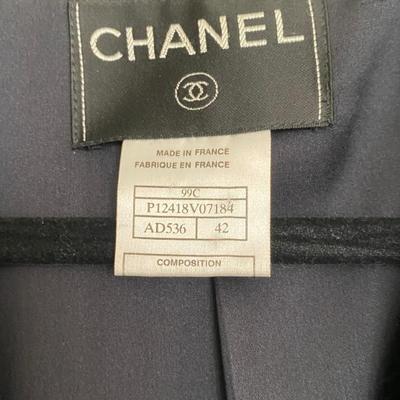 CHANEL
MADE IN FRANCE
FABRIQUE EN FRANCE
99C
P12418V07184
AD536 42
COMPOSITION